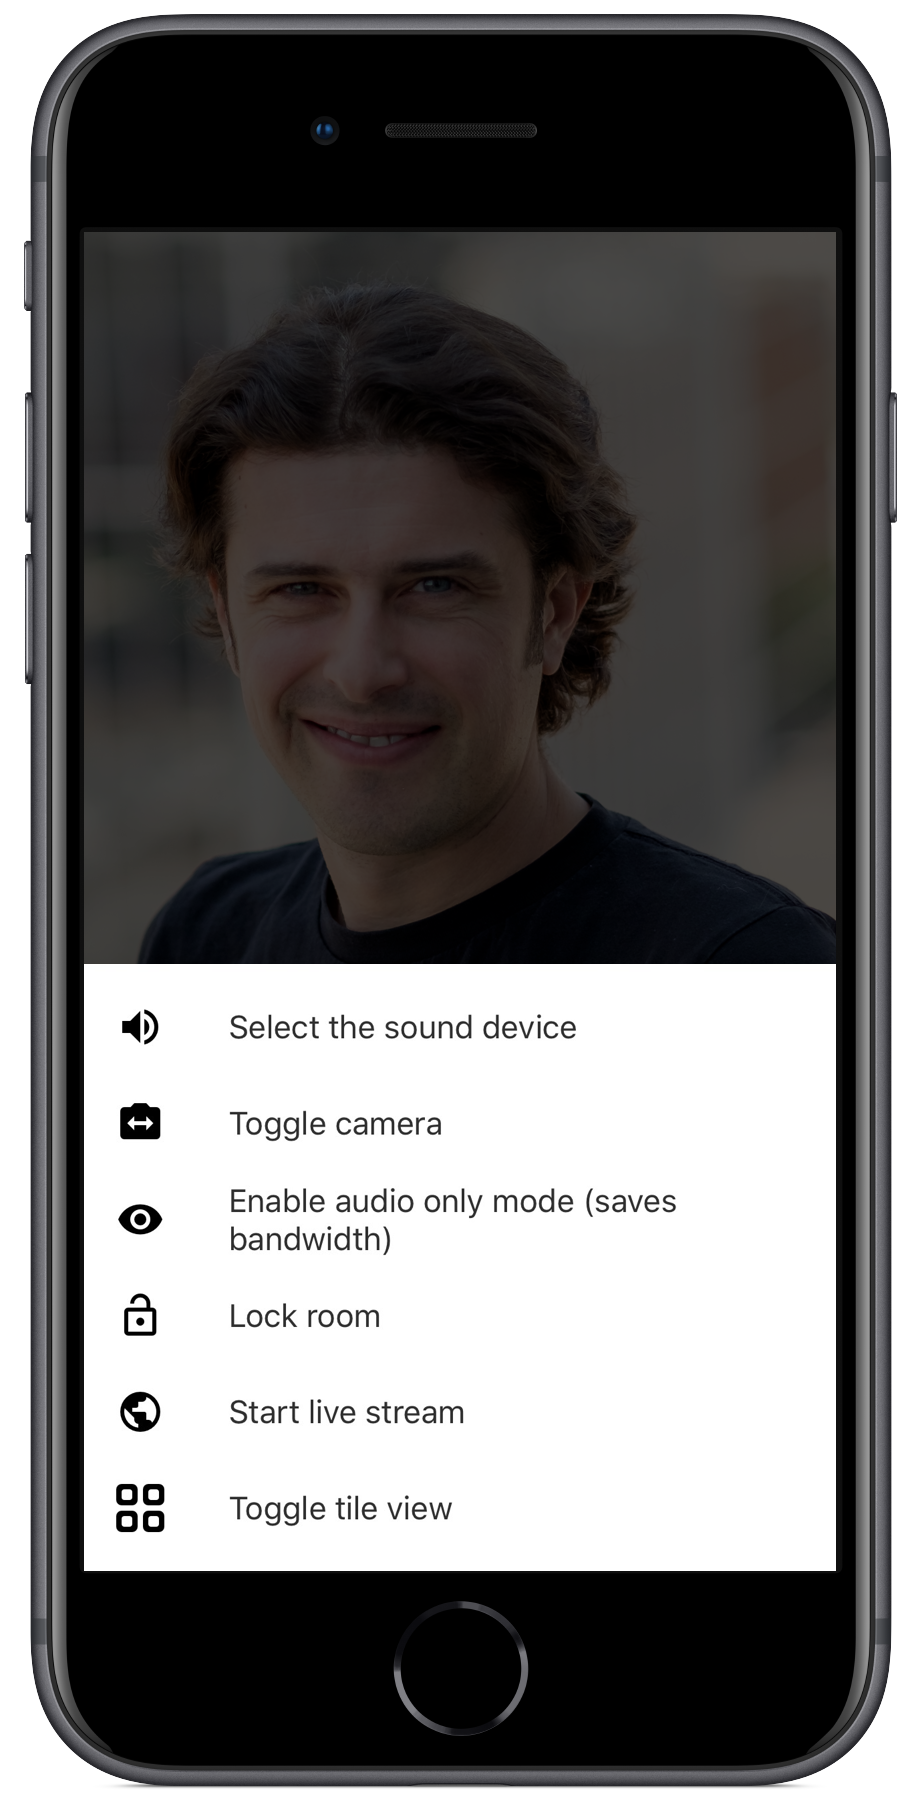 Select the sound device
Toggle camera
Enable audio only mode (saves
bandwidth)
Lock room
Start live stream
Toggle tile view